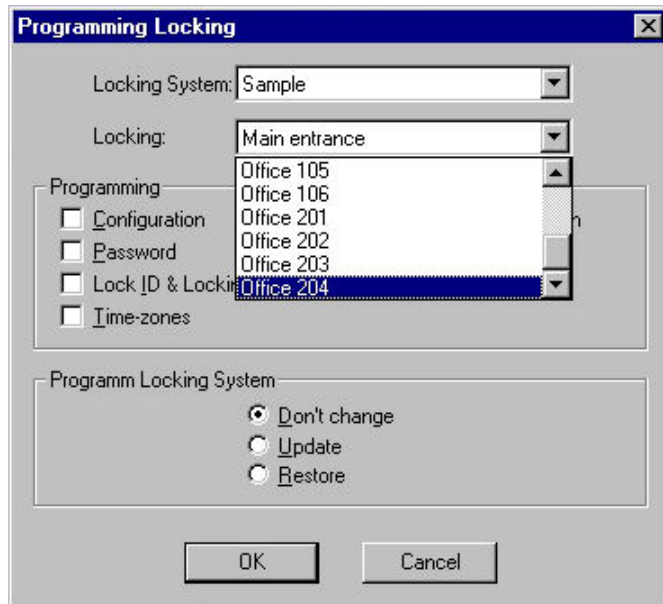 Programming Locking
Locking System: Sample
Locking: Main entrance
Office 105
Office 106
Office 201
Office 202
Office 203
Office 204
Programming
Configuration
Password
Lock ID &
Time-zones
Programm Locking System
Don't change
Update
Restore
OK Cancel